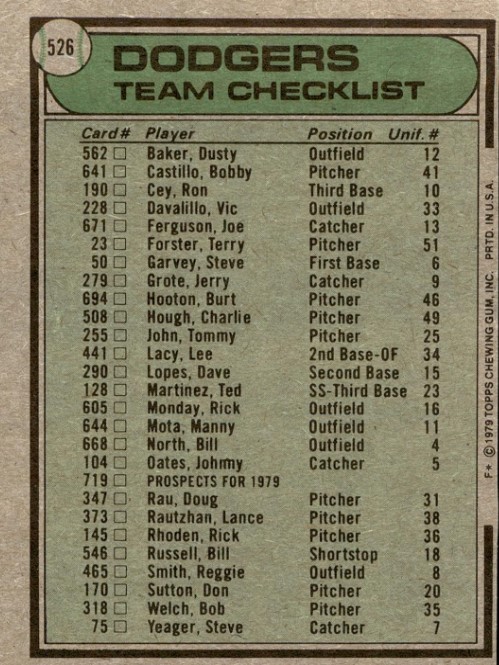 526
DODGERS
TEAM CHECKLIST
Card# Player Position Unif. #
562 □ Baker, Dusty Outfield 12
641 □ Castillo, Bobby Pitcher 41
190 □ Cey, Ron Third Base 10
228 □ Davalillo, Vic Outfield 33
671 □ Ferguson, Joe Catcher 13
23 □ Forster, Terry Pitcher 51
50 □ Garvey, Steve First Base 6
279 □ Grote, Jerry Catcher 9
694 □ Hooton, Burt Pitcher 46
508 □ Hough, Charlie Pitcher 49
255 □ John, Tommy Pitcher 25
441 □ Lacy, Lee 2nd Base-OF 34
290 □ Lopes, Dave Second Base 15
128 □ Martinez, Ted SS-Third Base 23
605 □ Monday, Rick Outfield 16
644 □ Mota, Manny Outfield 11
668 □ North, Bill Outfield 4
104 □ Oates, Johnny Catcher 5
719 □ PROSPECTS FOR 1979
347 □ Rau, Doug Pitcher 31
373 □ Rautzhan, Lance Pitcher 38
145 □ Rhoden, Rick Pitcher 36
546 □ Russell, Bill Shortstop 18
465 □ Smith, Reggie Outfield 8
170 □ Sutton, Don Pitcher 20
318 □ Welch, Bob Pitcher 35
75 □ Yeager, Steve Catcher 7
F* © 1979 TOPPS CHEWING GUM, INC. PRTD. IN U.S.A.